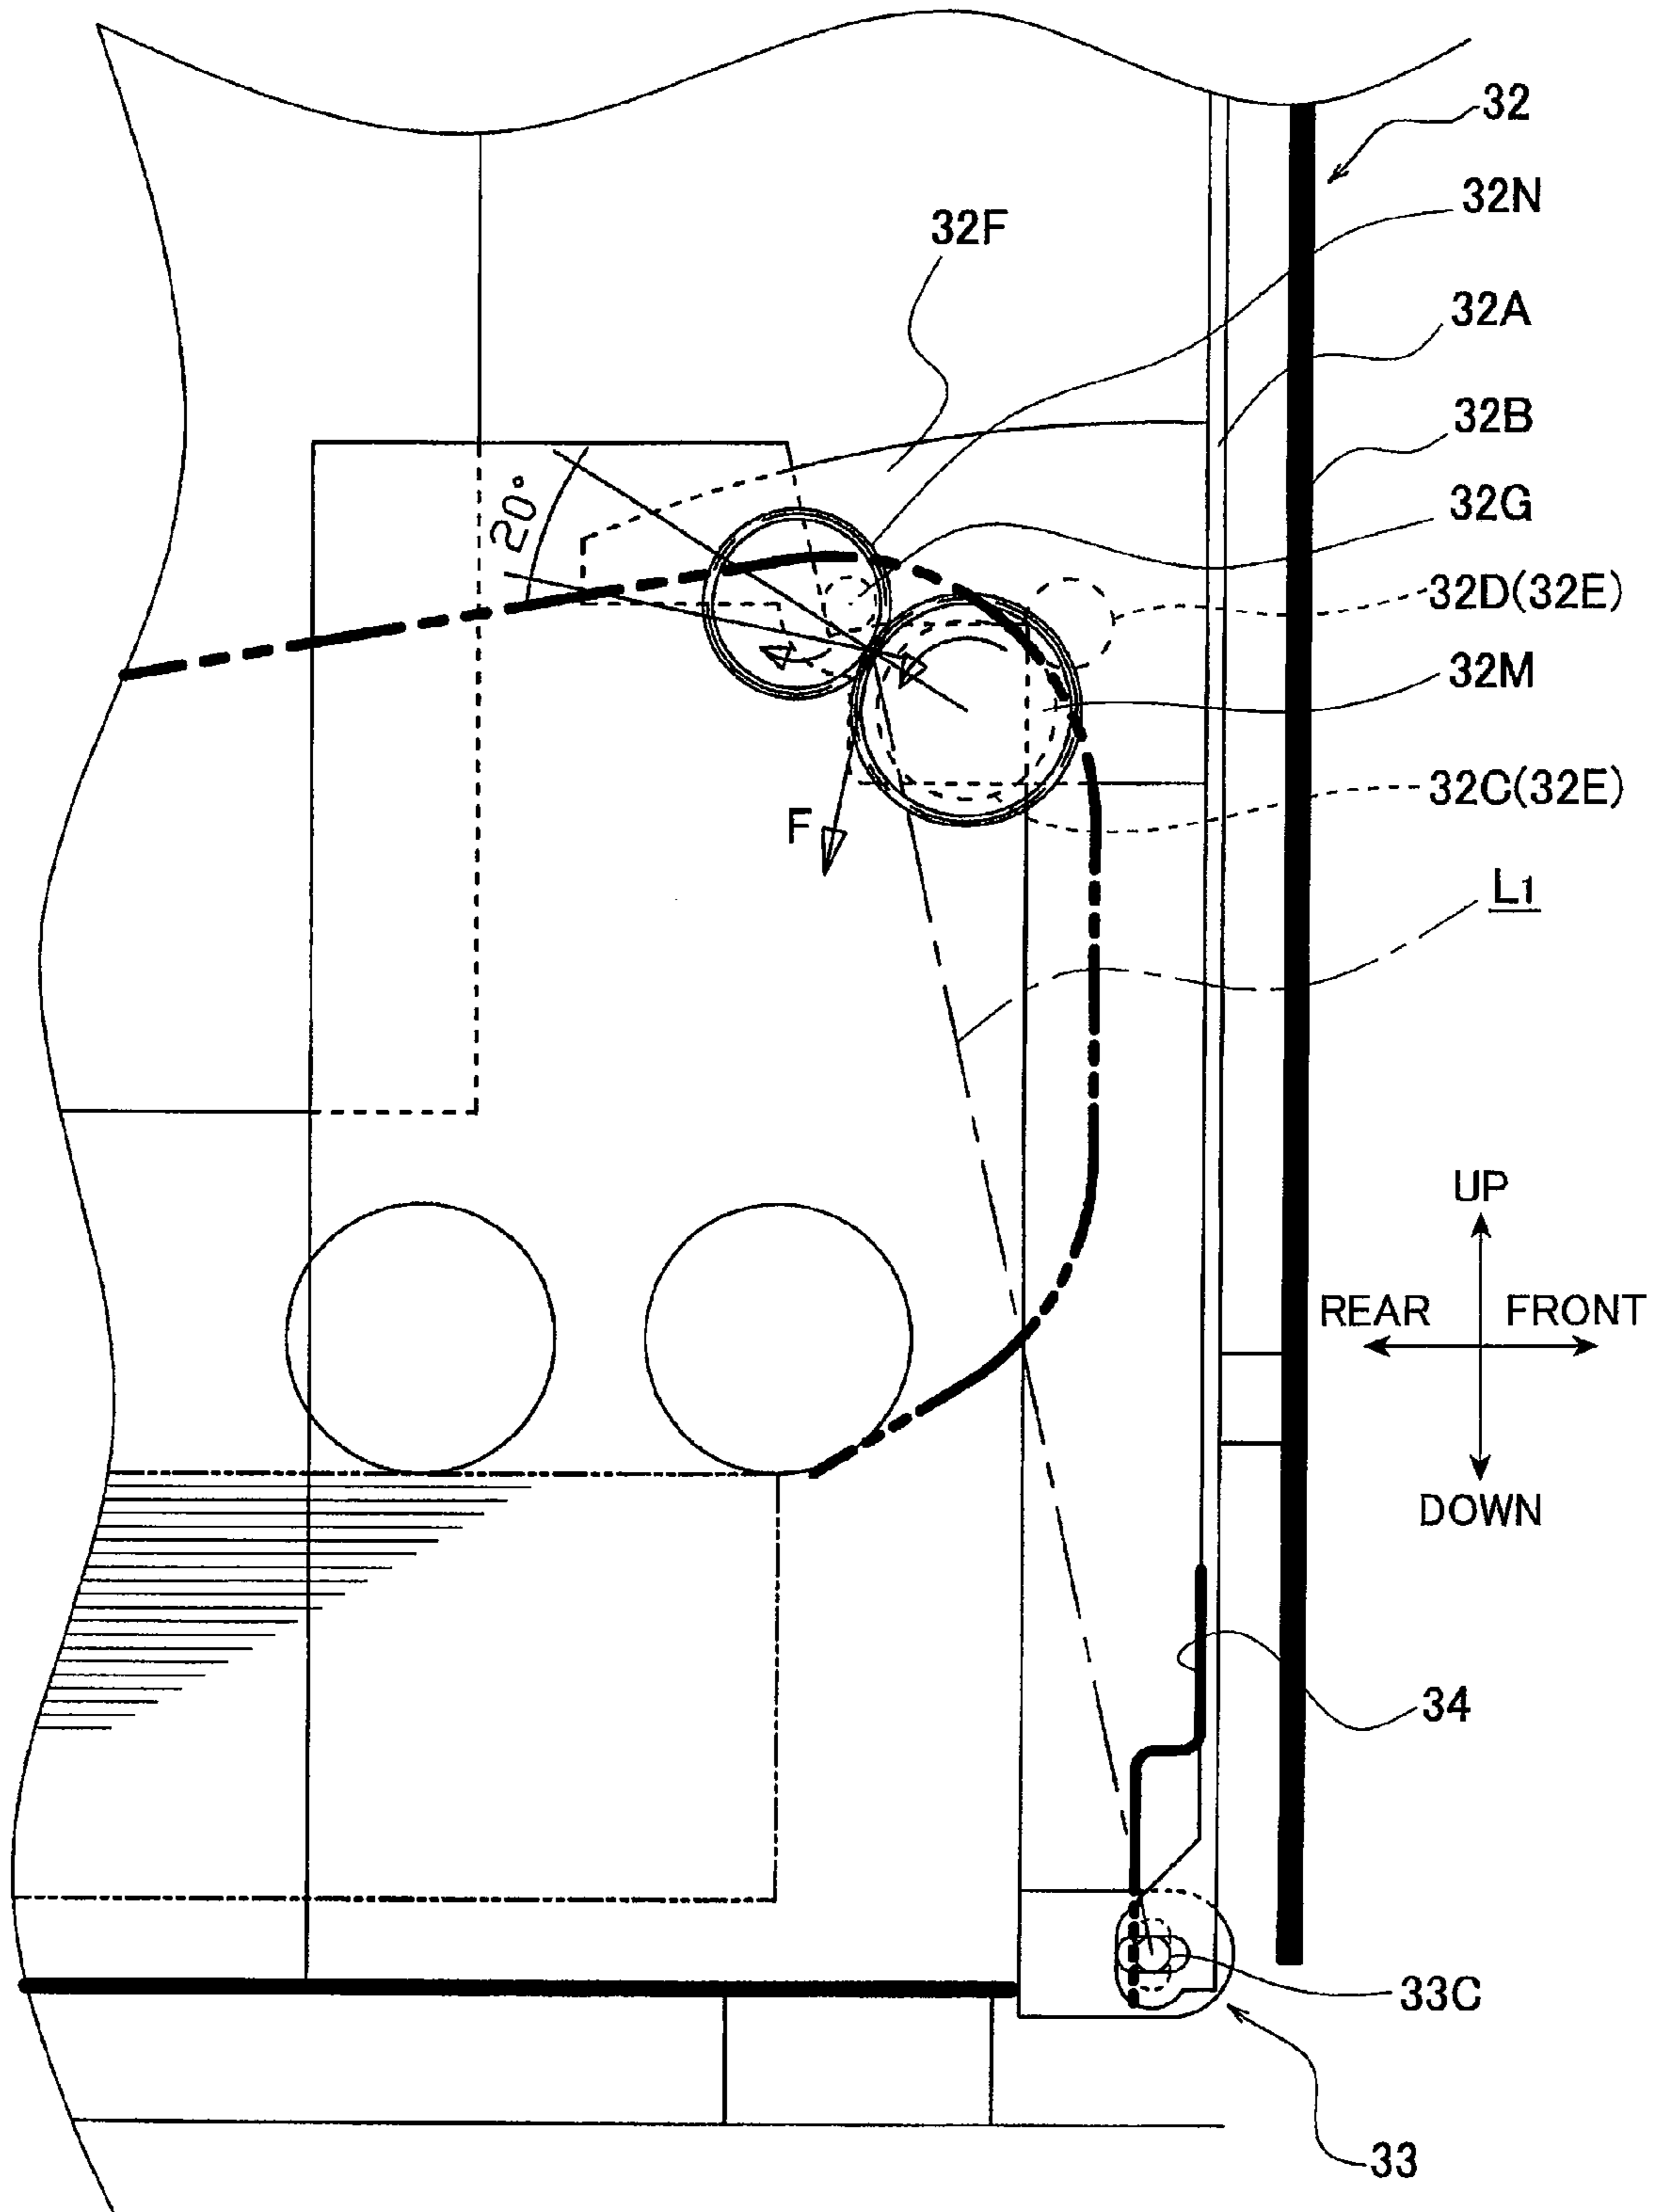 32
32N
32F
32A
32B
20°
32G
32D(32E)
32M
32C(32E)
F
L1
UP
REAR
FRONT
DOWN
34
33C
33